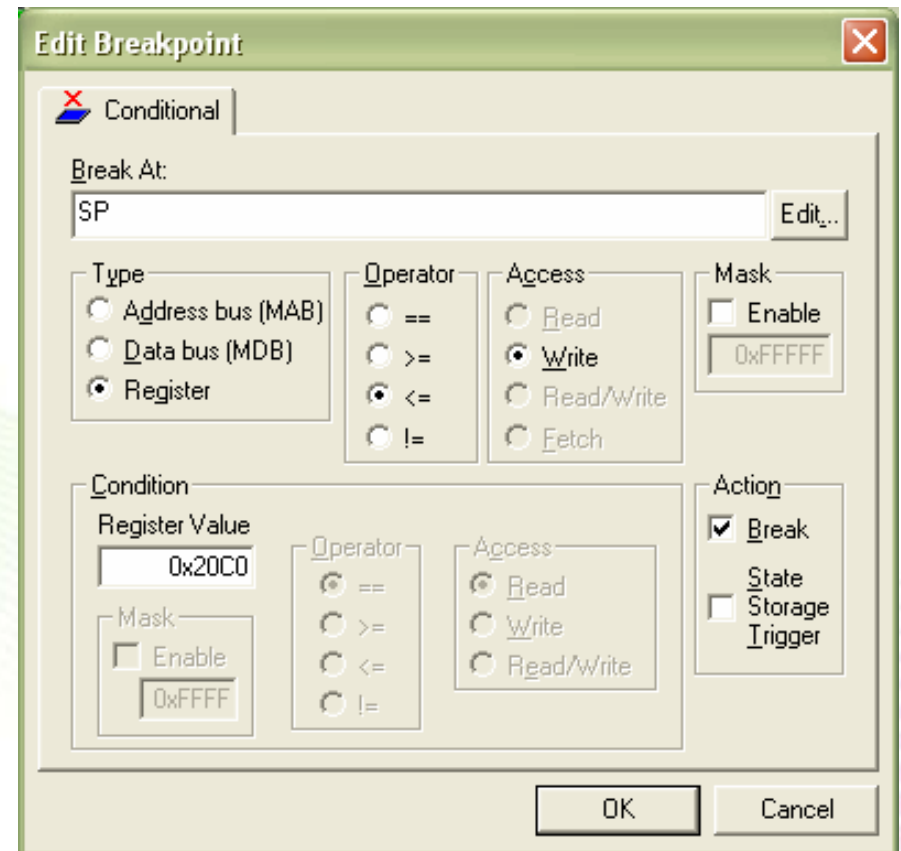 Edit Breakpoint
Conditional
Break At:
SP
Edit...
Type
Address bus (MAB)
Data bus (MDB)
Register
Operator
==
>=
<=
!=
Access
Read
Write
Read/Write
Fetch
Mask
Enable
0xFFFFF
Condition
Register Value
0x20C0
Mask
Enable
0xFFFF
Operator
==
>=
<=
!=
Access
Read
Write
Read/Write
Action
Break
State
Storage
Trigger
OK
Cancel